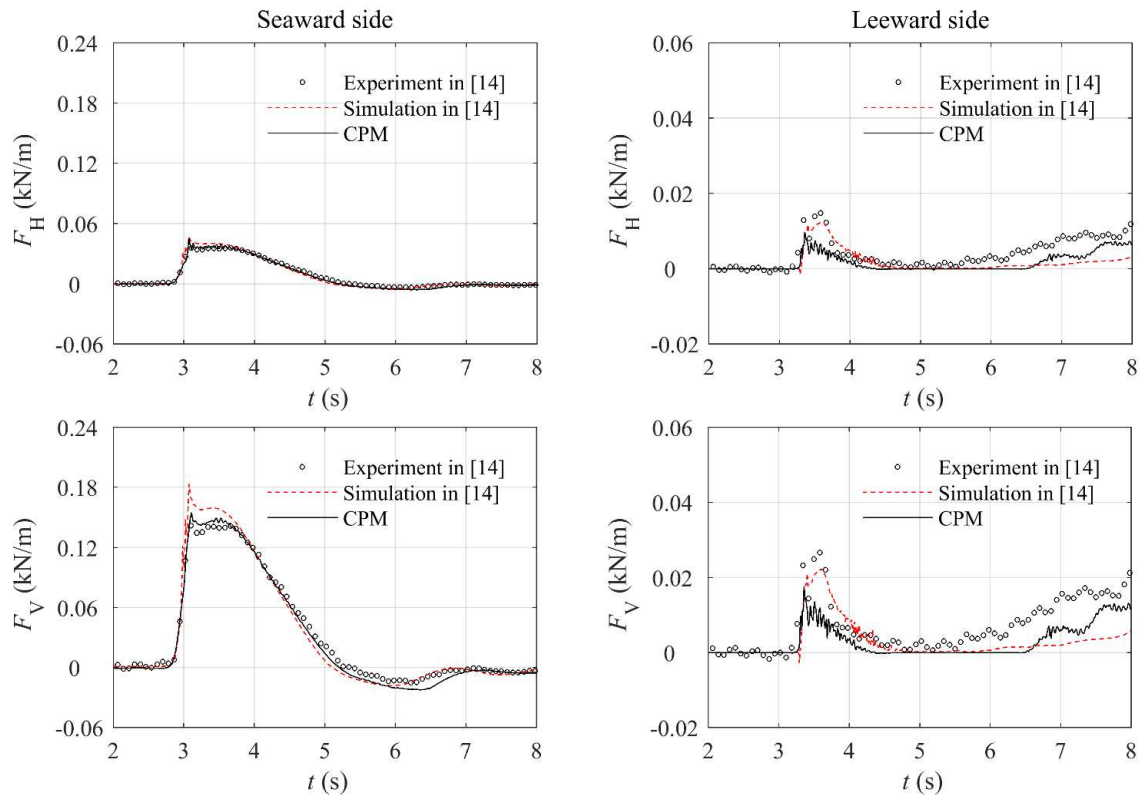 Seaward side
0.24
0.18
0.12
0.06
0
-0.06
F_H (kN/m)
Experiment in [14]
Simulation in [14]
CPM
2 3 4 5 6 7 8
t (s)
Leeward side
0.06
0.04
0.02
0
-0.02
F_H (kN/m)
Experiment in [14]
Simulation in [14]
CPM
2 3 4 5 6 7 8
t (s)
0.24
0.18
0.12
0.06
0
-0.06
F_V (kN/m)
Experiment in [14]
Simulation in [14]
CPM
2 3 4 5 6 7 8
t (s)
0.06
0.04
0.02
0
-0.02
F_V (kN/m)
Experiment in [14]
Simulation in [14]
CPM
2 3 4 5 6 7 8
t (s)